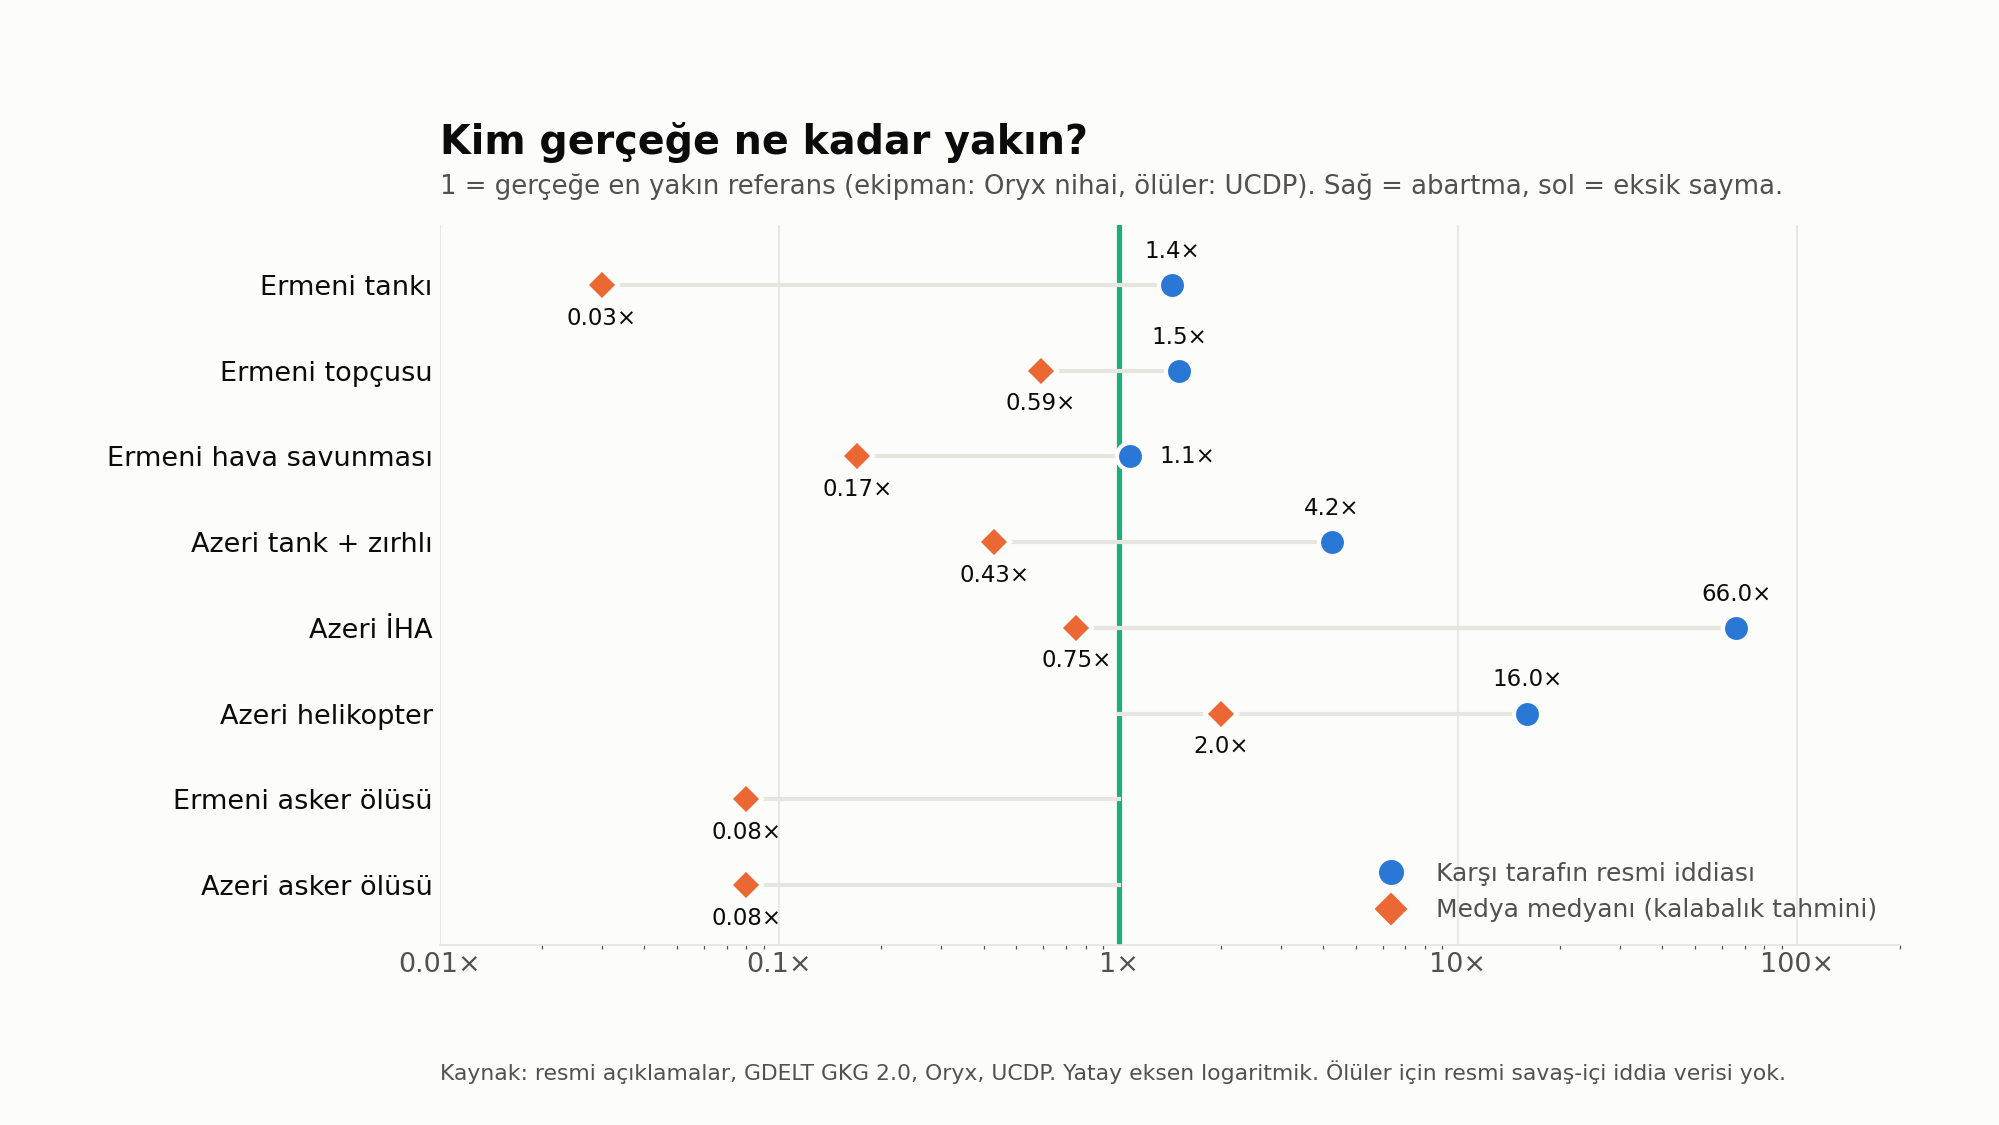 Kim gerçeğe ne kadar yakın?
1 = gerçeğe en yakın referans (ekipman: Oryx nihai, ölüler: UCDP). Sağ = abartma, sol = eksik sayma.
Ermeni tankı
0.03×
1.4×
Ermeni topçusu
0.59×
1.5×
Ermeni hava savunması
0.17×
1.1×
Azeri tank + zırhlı
0.43×
4.2×
Azeri İHA
0.75×
66.0×
Azeri helikopter
2.0×
16.0×
Ermeni asker ölüsü
0.08×
Azeri asker ölüsü
0.08×
Karşı tarafın resmi iddiası
Medya medyanı (kalabalık tahmini)
0.01×
0.1×
1×
10×
100×
Kaynak: resmi açıklamalar, GDELT GKG 2.0, Oryx, UCDP. Yatay eksen logaritmik. Ölüler için resmi savaş-içi iddia verisi yok.